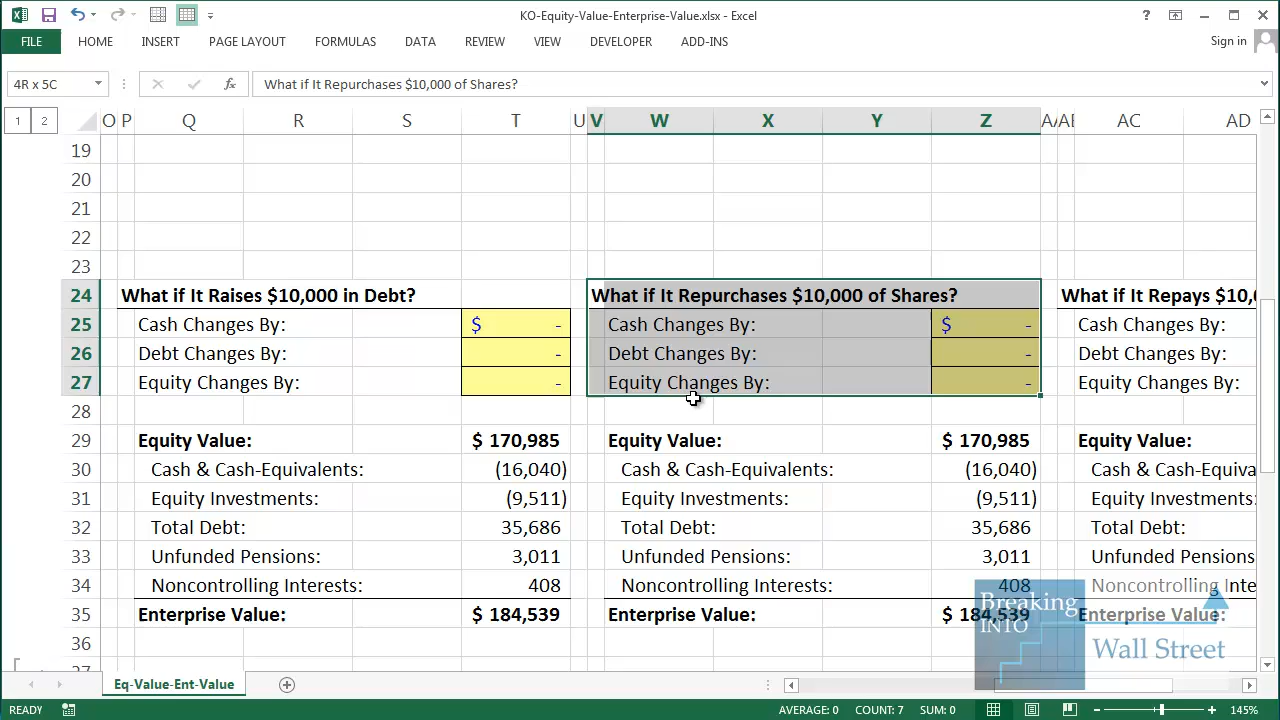 KO-Equity-Value-Enterprise-Value.xlsx - Excel
FILE HOME INSERT PAGE LAYOUT FORMULAS DATA REVIEW VIEW DEVELOPER ADD-INS Sign in
4R x 5C fx What if It Repurchases $10,000 of Shares?
1 2 O P Q R S T U V W X Y Z AC AD
19
20
21
22
23
24 What if It Raises $10,000 in Debt? What if It Repurchases $10,000 of Shares? What if It Repays $10,0
25 Cash Changes By: $ - Cash Changes By: $ - Cash Changes By:
26 Debt Changes By: - Debt Changes By: - Debt Changes By:
27 Equity Changes By: - Equity Changes By: - Equity Changes By:
28
29 Equity Value: $ 170,985 Equity Value: $ 170,985 Equity Value:
30 Cash & Cash-Equivalents: (16,040) Cash & Cash-Equivalents: (16,040) Cash & Cash-Equiva
31 Equity Investments: (9,511) Equity Investments: (9,511) Equity Investments:
32 Total Debt: 35,686 Total Debt: 35,686 Total Debt:
33 Unfunded Pensions: 3,011 Unfunded Pensions: 3,011 Unfunded Pensions
34 Noncontrolling Interests: 408 Noncontrolling Interests: 408 Noncontrolling Inte
35 Enterprise Value: $ 184,539 Enterprise Value: $ 184,539 Enterprise Value:
36
Breaking
INTO
Wall Street
Eq-Value-Ent-Value
READY AVERAGE: 0 COUNT: 7 SUM: 0 145%